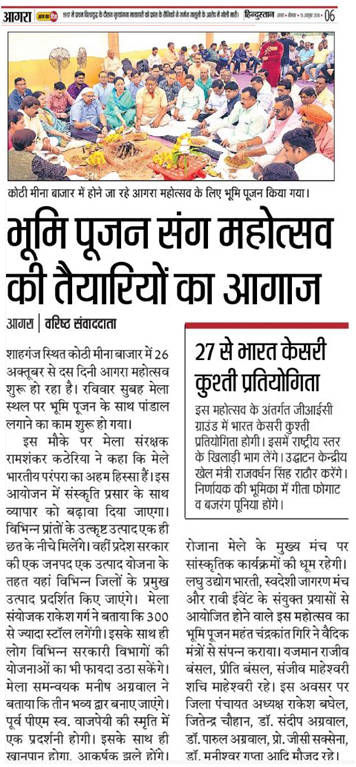 आगरा
हिन्दुस्तान
06
कोठी मीना बाजार में होने जा रहे आगरा महोत्सव के लिए भूमि पूजन किया गया।
भूमि पूजन संग महोत्सव
की तैयारियों का आगाज
आगरा | वरिष्ठ संवाददाता
शाहगंज स्थित कोठी मीना बाजार में 26
अक्तूबर से दस दिनी आगरा महोत्सव
शुरू हो रहा है। रविवार सुबह मेला
स्थल पर भूमि पूजन के साथ पांडाल
लगाने का काम शुरू हो गया।
इस मौके पर मेला संरक्षक
रामशंकर कठेरिया ने कहा कि मेले
भारतीय परंपरा का अहम हिस्सा हैं। इस
आयोजन में संस्कृति प्रसार के साथ
व्यापार को बढ़ावा दिया जाएगा।
विभिन्न प्रांतों के उत्कृष्ट उत्पाद एक ही
छत के नीचे मिलेंगे। वहीं प्रदेश सरकार
की एक जनपद एक उत्पाद योजना के
तहत यहां विभिन्न जिलों के प्रमुख
उत्पाद प्रदर्शित किए जाएंगे। मेला
संयोजक राकेश गर्ग ने बताया कि 300
से ज्यादा स्टॉल लगेंगी। इसके साथ ही
लोग विभिन्न सरकारी विभागों की
योजनाओं का भी फायदा उठा सकेंगे।
मेला समन्वयक मनीष अग्रवाल ने
बताया कि तीन भव्य द्वार बनाए जाएंगे।
पूर्व पीएम स्व. वाजपेयी की स्मृति में
एक प्रदर्शनी होगी। इसके साथ ही
खानपान होगा, आकर्षक झूले होंगे।
27 से भारत केसरी
कुश्ती प्रतियोगिता
इस महोत्सव के अंतर्गत जीआईसी
ग्राउंड में भारत केसरी कुश्ती
प्रतियोगिता होगी। इसमें राष्ट्रीय स्तर
के खिलाड़ी भाग लेंगे। उद्घाटन केन्द्रीय
खेल मंत्री राजवर्धन सिंह राठौर करेंगे।
निर्णायक की भूमिका में गीता फोगाट
व बजरंग पूनिया होंगे।
रोजाना मेले के मुख्य मंच पर
सांस्कृतिक कार्यक्रमों की धूम रहेगी।
लघु उद्योग भारती, स्वदेशी जागरण मंच
और रावी ईवेंट के संयुक्त प्रयासों से
आयोजित होने वाले इस महोत्सव का
भूमि पूजन महंत चंद्रकांत गिरि ने वैदिक
मंत्रों से संपन्न कराया। यजमान राजीव
बंसल, प्रीति बंसल, संजीव माहेश्वरी
शचि माहेश्वरी रहे। इस अवसर पर
जिला पंचायत अध्यक्ष राकेश बघेल,
जितेन्द्र चौहान, डॉ. संदीप अग्रवाल,
डॉ. पारुल अग्रवाल, प्रो. जीसी सक्सेना,
डॉ. मनीश्वर गुप्ता आदि मौजूद रहे।